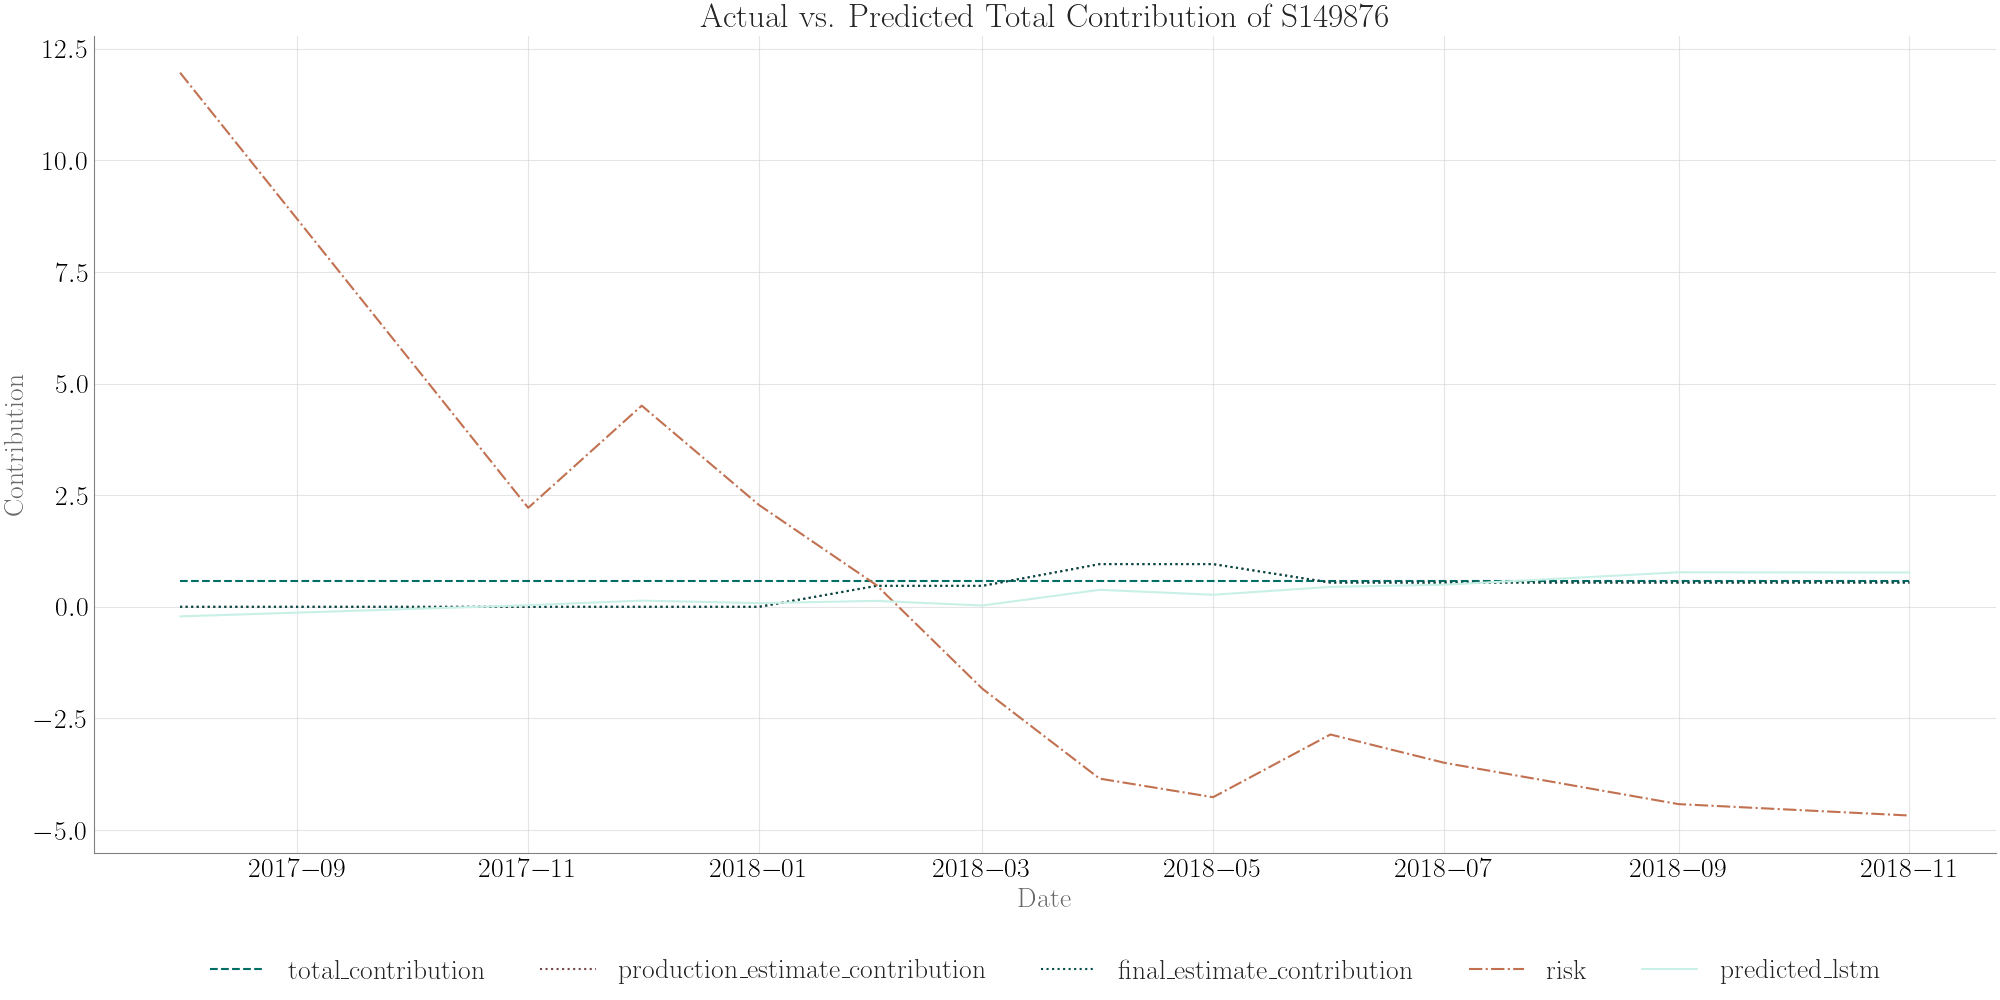 Actual vs. Predicted Total Contribution of S149876
12.5
10.0
7.5
5.0
2.5
0.0
−2.5
−5.0
Contribution
2017−09 2017−11 2018−01 2018−03 2018−05 2018−07 2018−09 2018−11
Date
total_contribution production_estimate_contribution final_estimate_contribution risk predicted_lstm